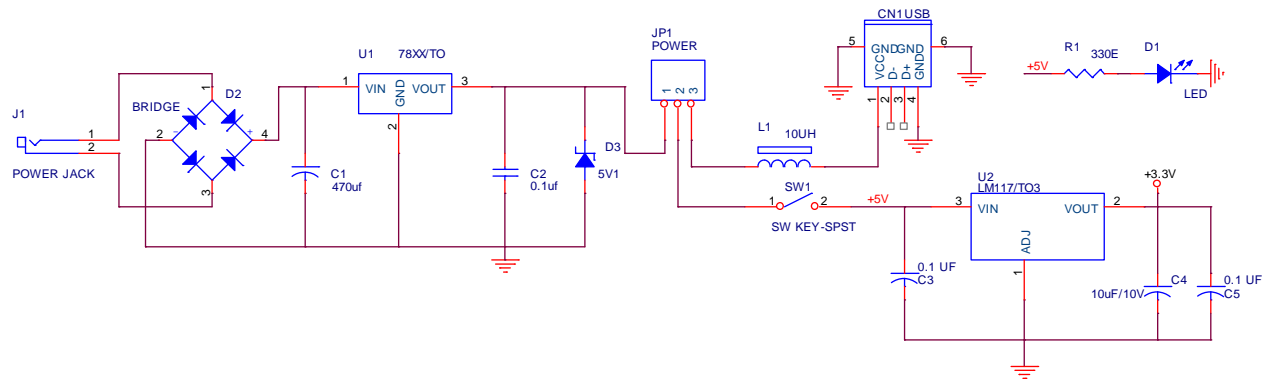 CN1USB
U1 78XX/TO
JP1
POWER
5 GND GND 6
R1 330E D1
VCC D- D+ GND
+5V
LED
1 VIN VOUT 3
GND
2
1 2 3
1 2 3 4
BRIDGE D2
1
J1
1
2
2 - + 4
3
POWER JACK
C1
470uf
C2
0.1uf
D3
5V1
L1
10UH
SW1
1 2
SW KEY-SPST
+5V
U2
LM117/TO3
+3.3V
3 VIN VOUT 2
ADJ
1
0.1 UF
C3
C4
10uF/10V
0.1 UF
C5